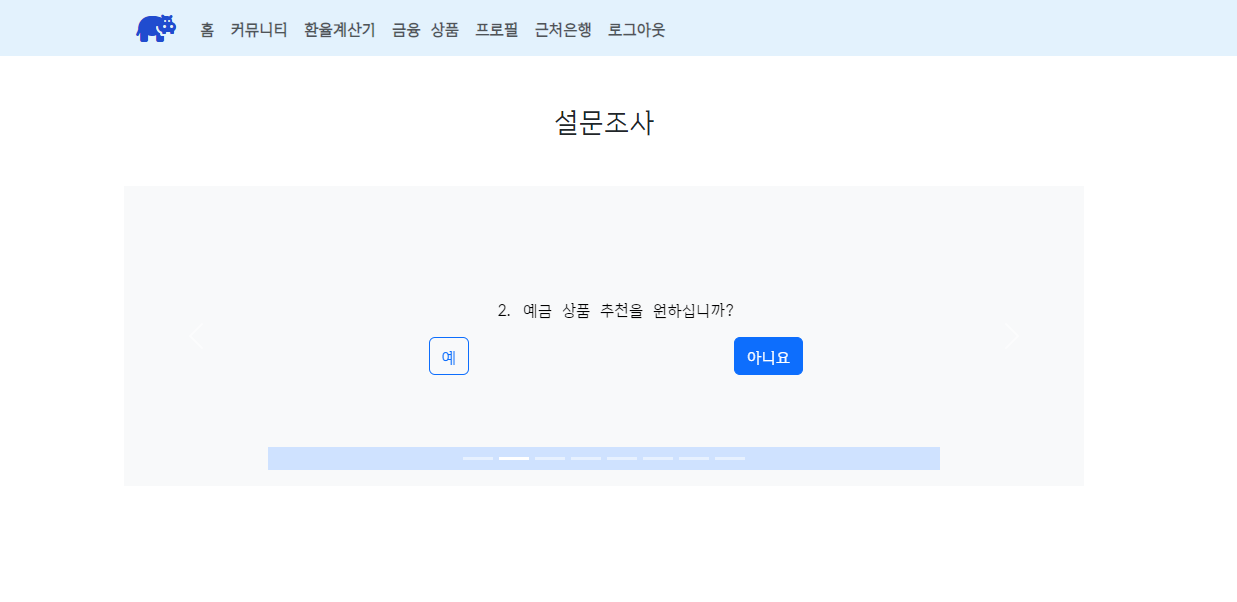 홈 커뮤니티 환율계산기 금융 상품 프로필 근처은행 로그아웃
설문조사
2. 예금 상품 추천을 원하십니까?
예 아니요